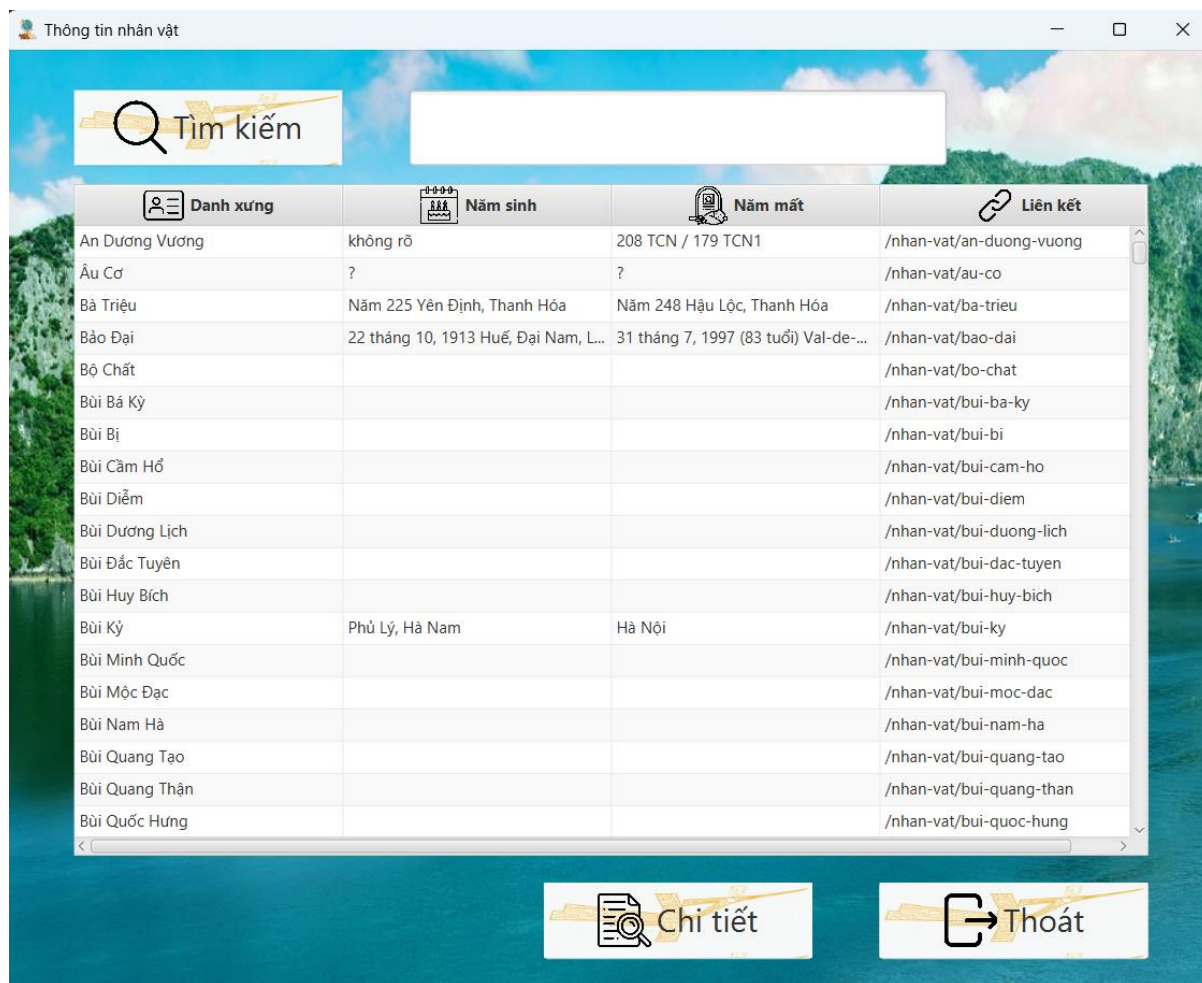 Thông tin nhân vật
Tìm kiếm
Danh xưng Năm sinh Năm mất Liên kết
An Dương Vương không rõ 208 TCN / 179 TCN1 /nhan-vat/an-duong-vuong
Âu Cơ ? ? /nhan-vat/au-co
Bà Triệu Năm 225 Yên Định, Thanh Hóa Năm 248 Hậu Lộc, Thanh Hóa /nhan-vat/ba-trieu
Bảo Đại 22 tháng 10, 1913 Huế, Đại Nam, L... 31 tháng 7, 1997 (83 tuổi) Val-de-... /nhan-vat/bao-dai
Bộ Chất /nhan-vat/bo-chat
Bùi Bá Kỳ /nhan-vat/bui-ba-ky
Bùi Bị /nhan-vat/bui-bi
Bùi Cầm Hổ /nhan-vat/bui-cam-ho
Bùi Diễm /nhan-vat/bui-diem
Bùi Dương Lịch /nhan-vat/bui-duong-lich
Bùi Đắc Tuyên /nhan-vat/bui-dac-tuyen
Bùi Huy Bích /nhan-vat/bui-huy-bich
Bùi Kỷ Phủ Lý, Hà Nam Hà Nội /nhan-vat/bui-ky
Bùi Minh Quốc /nhan-vat/bui-minh-quoc
Bùi Mộc Đạc /nhan-vat/bui-moc-dac
Bùi Nam Hà /nhan-vat/bui-nam-ha
Bùi Quang Tạo /nhan-vat/bui-quang-tao
Bùi Quang Thận /nhan-vat/bui-quang-than
Bùi Quốc Hưng /nhan-vat/bui-quoc-hung
Chi tiết Thoát